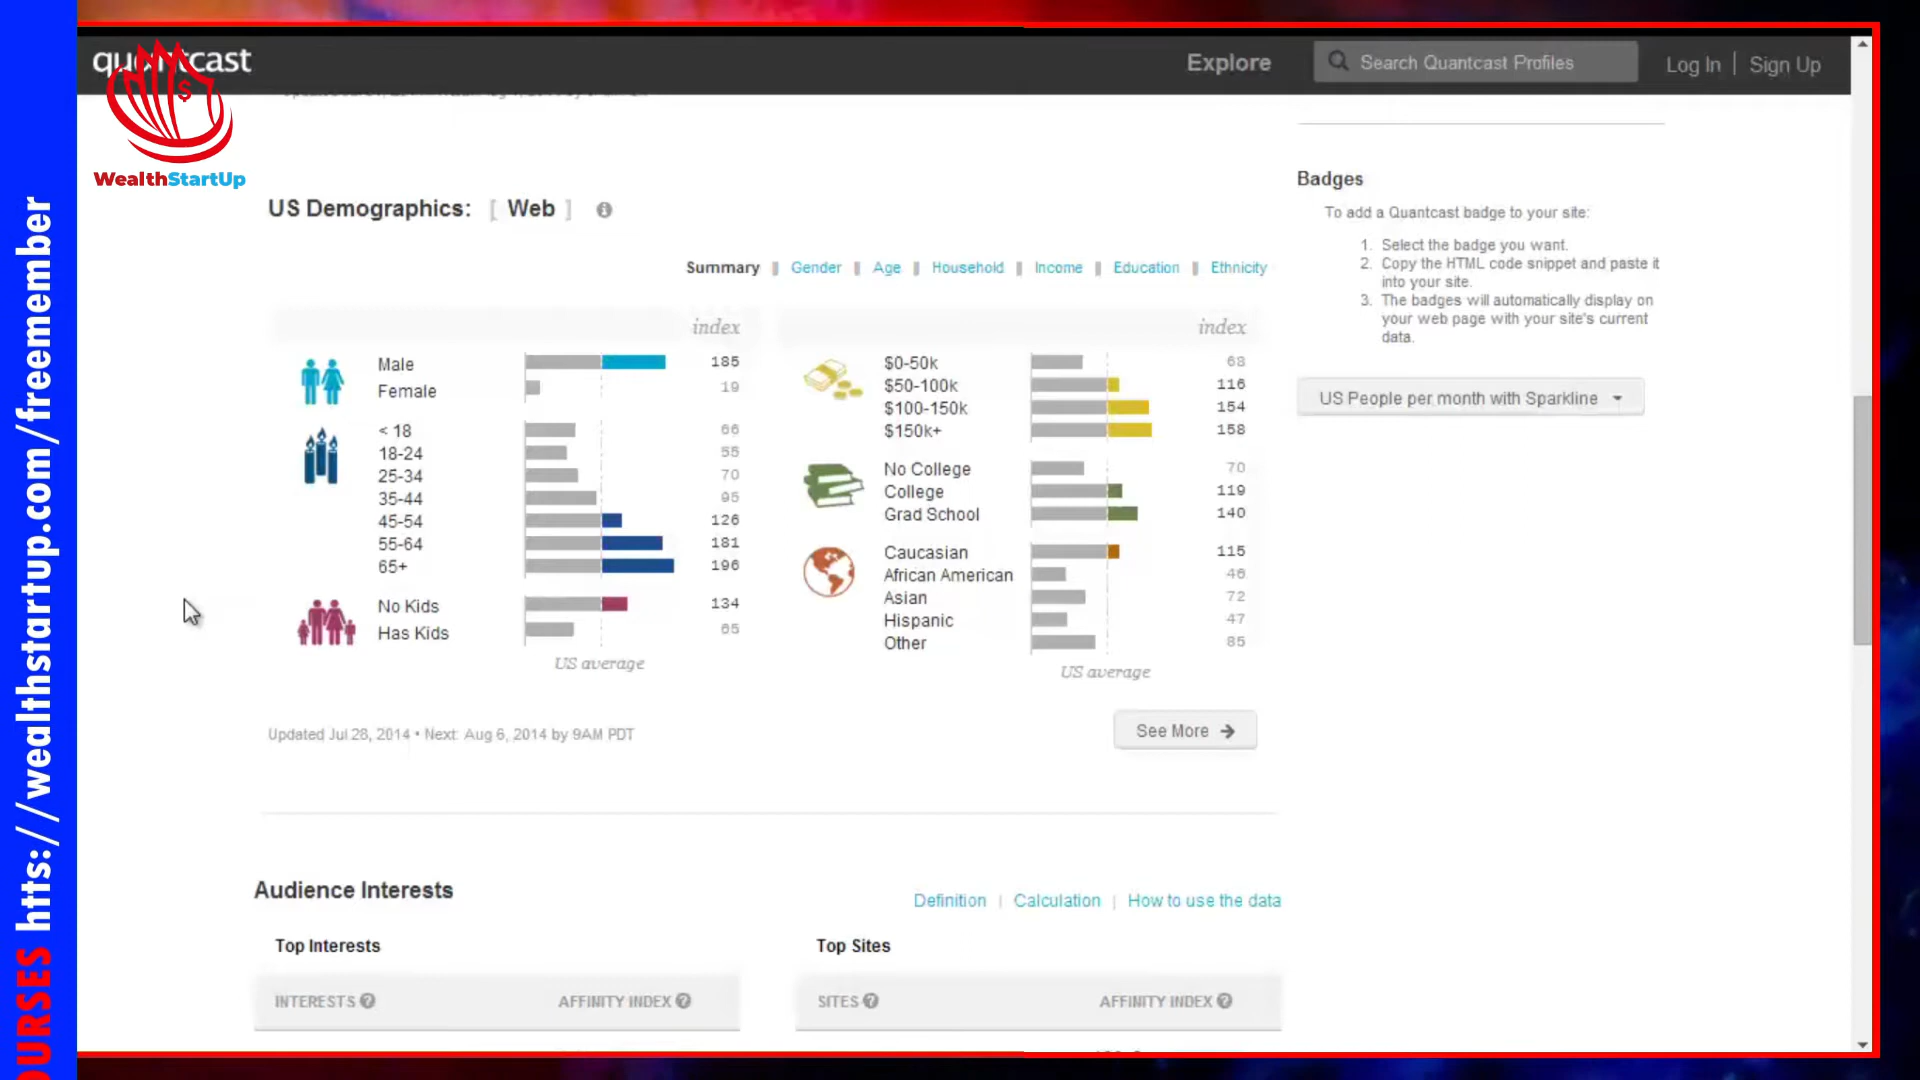 quantcast
Explore
Search Quantcast Profiles
Log In | Sign Up
$
WealthStartUp
OURSES htts://wealthstartup.com/freemember
US Demographics: [ Web ]
Summary Gender Age Household Income Education Ethnicity
index
Male 185
Female 19
< 18 66
18-24 55
25-34 70
35-44 95
45-54 126
55-64 181
65+ 196
No Kids 134
Has Kids 65
US average
index
$0-50k 68
$50-100k 116
$100-150k 154
$150k+ 158
No College 70
College 119
Grad School 140
Caucasian 115
African American 46
Asian 72
Hispanic 47
Other 85
US average
Updated Jul 28, 2014 • Next: Aug 6, 2014 by 9AM PDT
See More
Badges
To add a Quantcast badge to your site:
1. Select the badge you want.
2. Copy the HTML code snippet and paste it
into your site.
3. The badges will automatically display on
your web page with your site's current
data.
US People per month with Sparkline
Audience Interests
Definition | Calculation | How to use the data
Top Interests
INTERESTS ? AFFINITY INDEX ?
Top Sites
SITES ? AFFINITY INDEX ?